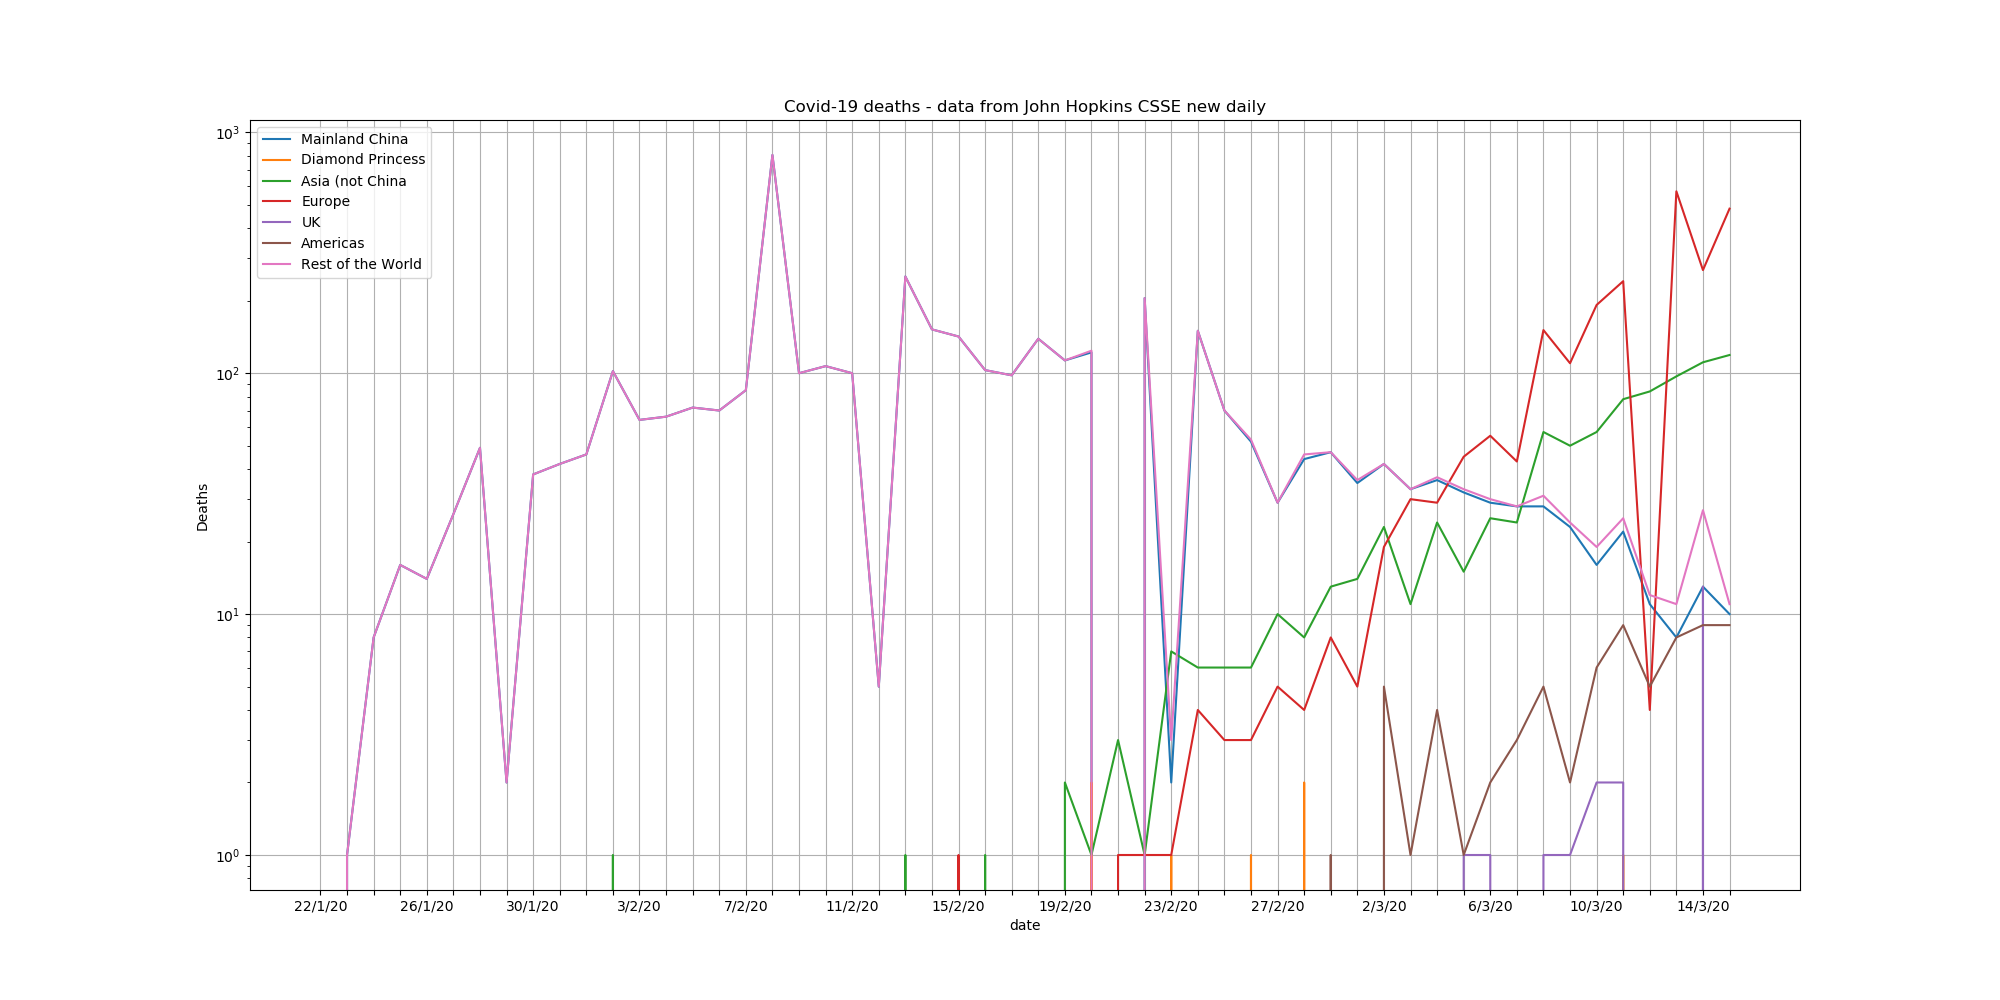 Covid-19 deaths - data from John Hopkins CSSE new daily
Mainland China
Diamond Princess
Asia (not China
Europe
UK
Americas
Rest of the World
10³
10²
10¹
10⁰
Deaths
22/1/20 26/1/20 30/1/20 3/2/20 7/2/20 11/2/20 15/2/20 19/2/20 23/2/20 27/2/20 2/3/20 6/3/20 10/3/20 14/3/20
date